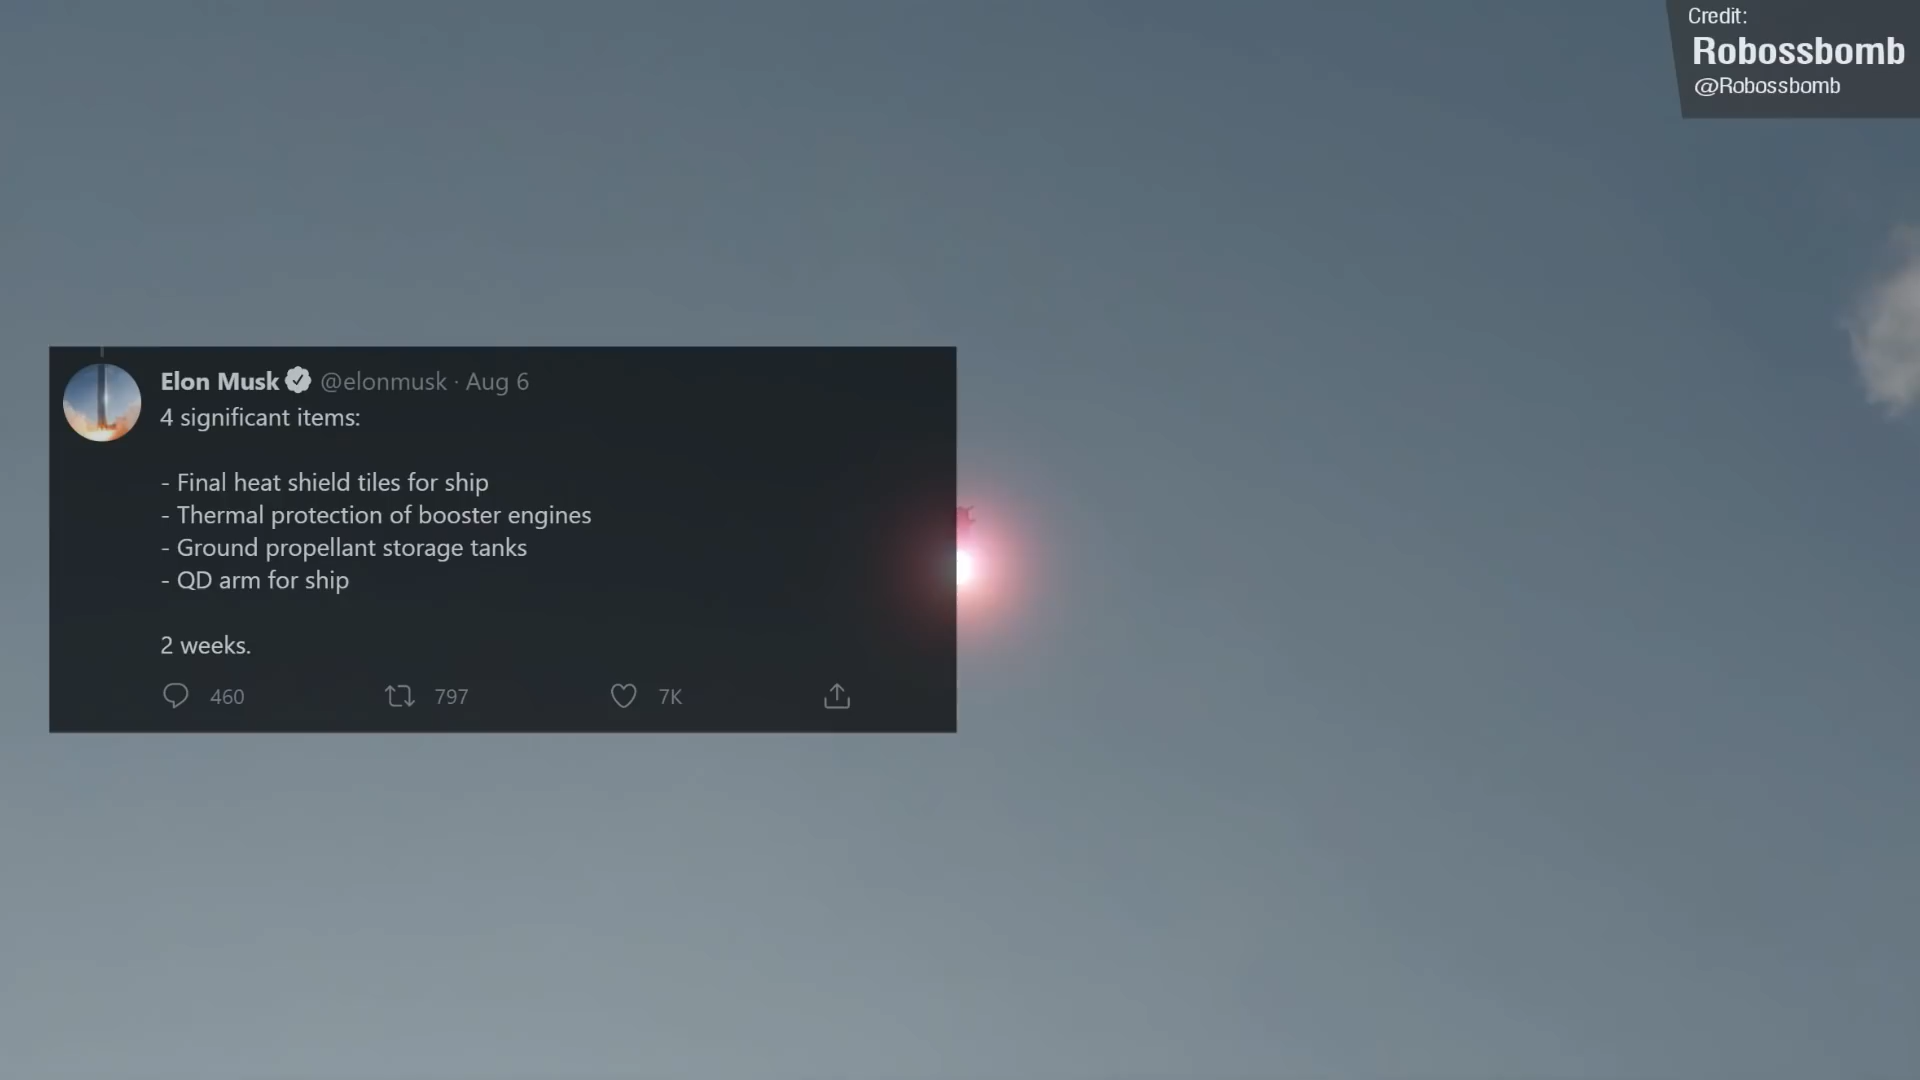 Credit:
Robossbomb
@Robossbomb
Elon Musk @elonmusk · Aug 6
4 significant items:
- Final heat shield tiles for ship
- Thermal protection of booster engines
- Ground propellant storage tanks
- QD arm for ship
2 weeks.
460 797 7K